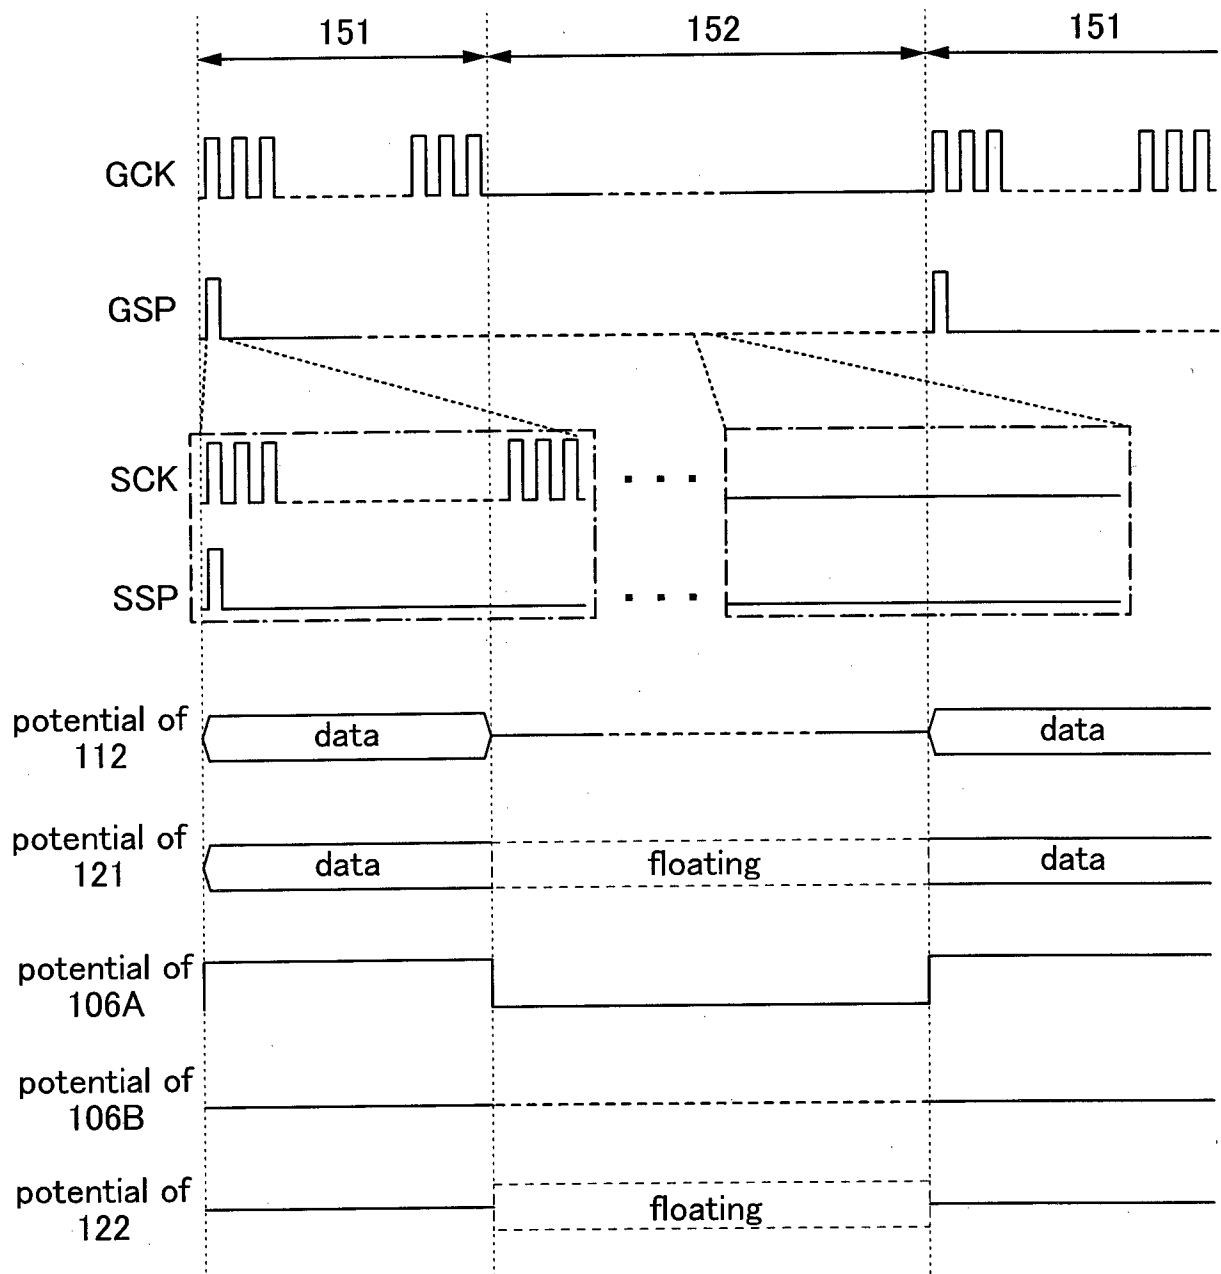 151
152
151
GCK
GSP
SCK
SSP
potential of
112
data
data
potential of
121
data
floating
data
potential of
106A
potential of
106B
potential of
122
floating